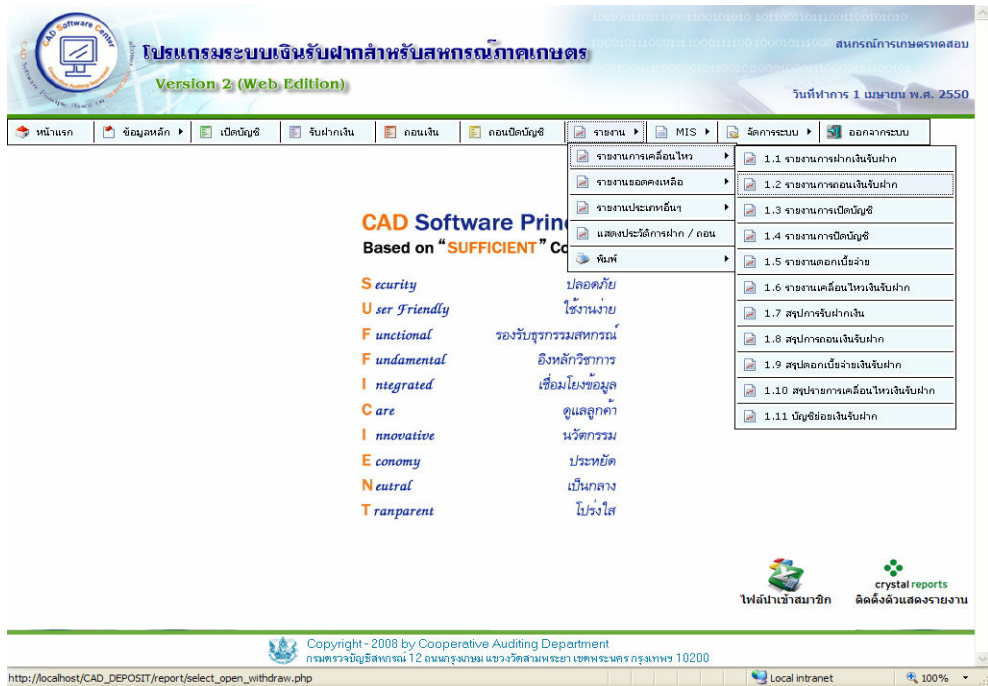 CAD Software Center
โปรแกรมระบบเงินรับฝากสำหรับสหกรณ์ภาคเกษตร
Version 2 (Web Edition)
สหกรณ์การเกษตรทดสอบ
วันที่ทำการ 1 เมษายน พ.ศ. 2550
หน้าแรก
ข้อมูลหลัก
เปิดบัญชี
รับฝากเงิน
ถอนเงิน
ถอนปิดบัญชี
รายงาน
MIS
จัดการระบบ
ออกจากระบบ
รายงานการเคลื่อนไหว
รายงานยอดคงเหลือ
รายงานประเภทอื่นๆ
แสดงประวัติการฝาก / ถอน
พิมพ์
1.1 รายงานการฝากเงินรับฝาก
1.2 รายงานการถอนเงินรับฝาก
1.3 รายงานการเปิดบัญชี
1.4 รายงานการปิดบัญชี
1.5 รายงานดอกเบี้ยจ่าย
1.6 รายงานเคลื่อนไหวเงินรับฝาก
1.7 สรุปการรับฝากเงิน
1.8 สรุปการถอนเงินรับฝาก
1.9 สรุปดอกเบี้ยจ่ายเงินรับฝาก
1.10 สรุปรายการเคลื่อนไหวเงินรับฝาก
1.11 บัญชีย่อยเงินรับฝาก
CAD Software Prin
Based on “SUFFICIENT” Co
Security ปลอดภัย
User Friendly ใช้งานง่าย
Functional รองรับธุรกรรมสหกรณ์
Fundamental อิงหลักวิชาการ
Integrated เชื่อมโยงข้อมูล
Care ดูแลลูกค้า
Innovative นวัตกรรม
Economy ประหยัด
Neutral เป็นกลาง
Tranparent โปร่งใส
ไฟล์นำเข้าสมาชิก
crystal reports
ติดตั้งตัวแสดงรายงาน
Copyright - 2008 by Cooperative Auditing Department
กรมตรวจบัญชีสหกรณ์ 12 ถนนกรุงเกษม แขวงวัดสามพระยา เขตพระนคร กรุงเทพฯ 10200
http://localhost/CAD_DEPOSIT/report/select_open_withdraw.php
Local intranet
100%